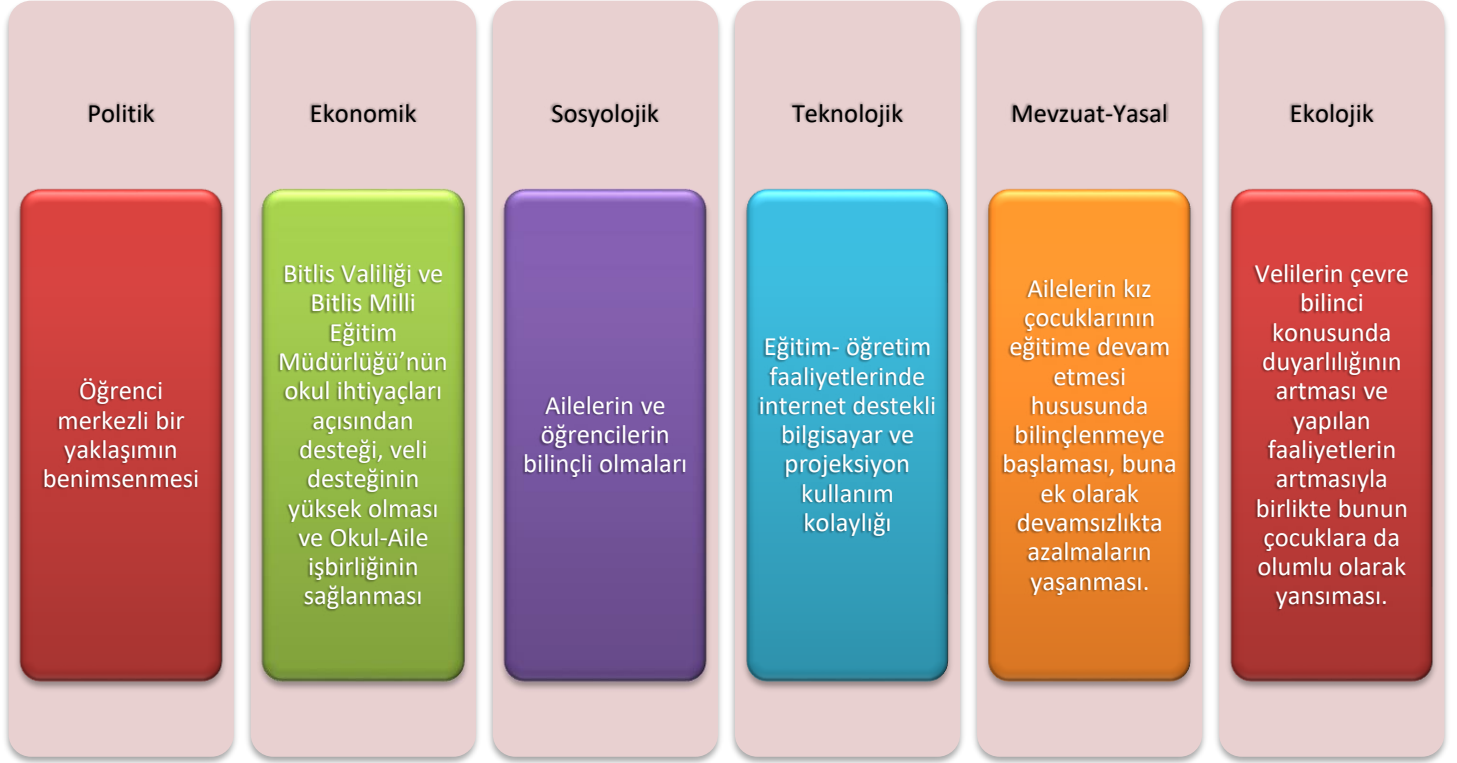 Politik
Öğrenci
merkezli bir
yaklaşımın
benimsenmesi
Ekonomik
Bitlis Valiliği ve
Bitlis Milli
Eğitim
Müdürlüğü’nün
okul ihtiyaçları
açısından
desteği, veli
desteğinin
yüksek olması
ve Okul-Aile
işbirliğinin
sağlanması
Sosyolojik
Ailelerin ve
öğrencilerin
bilinçli olmaları
Teknolojik
Eğitim- öğretim
faaliyetlerinde
internet destekli
bilgisayar ve
projeksiyon
kullanım
kolaylığı
Mevzuat-Yasal
Ailelerin kız
çocuklarının
eğitime devam
etmesi
hususunda
bilinçlenmeye
başlaması, buna
ek olarak
devamsızlıkta
azalmaların
yaşanması.
Ekolojik
Velilerin çevre
bilinci
konusunda
duyarlılığının
artması ve
yapılan
faaliyetlerin
artmasıyla
birlikte bunun
çocuklara da
olumlu olarak
yansıması.